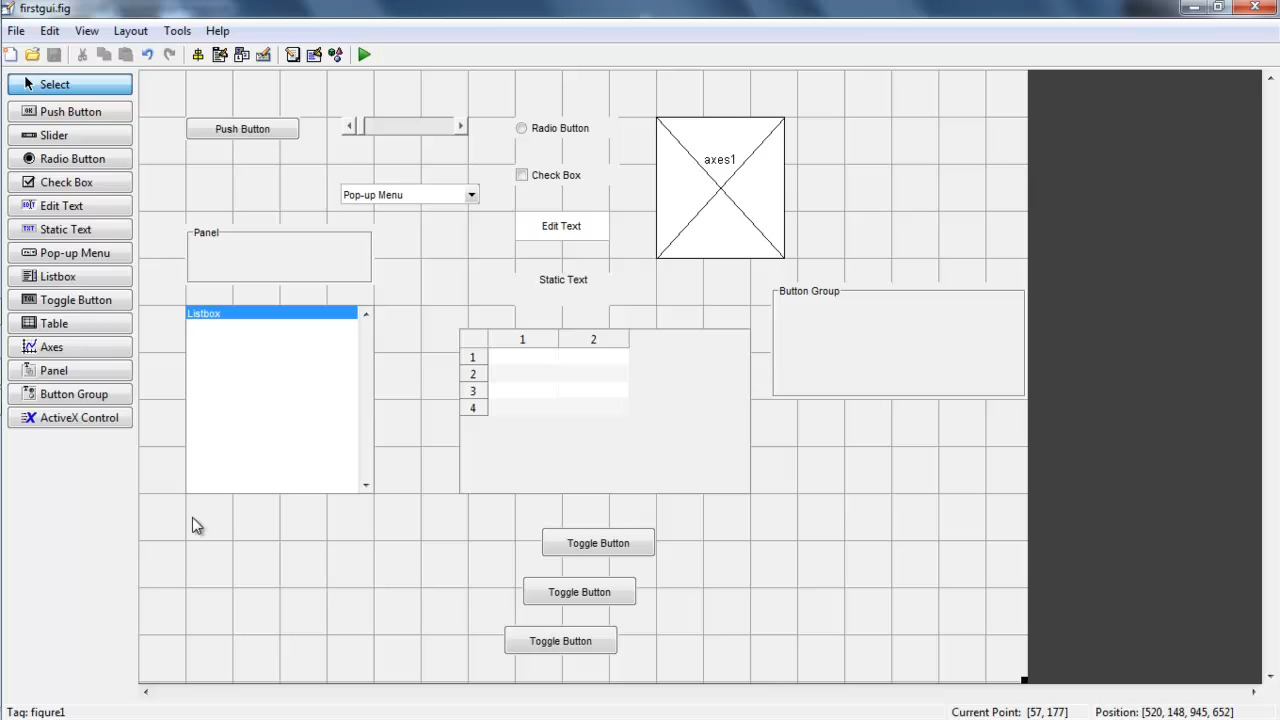 firstgui.fig
File Edit View Layout Tools Help
Select
Push Button
Slider
Radio Button
Check Box
Edit Text
Static Text
Pop-up Menu
Listbox
Toggle Button
Table
Axes
Panel
Button Group
ActiveX Control
Push Button
Radio Button
axes1
Check Box
Pop-up Menu
Edit Text
Panel
Static Text
Button Group
Listbox
1 2
1
2
3
4
Toggle Button
Toggle Button
Toggle Button
Tag: figure1 Current Point: [57, 177] Position: [520, 148, 945, 652]